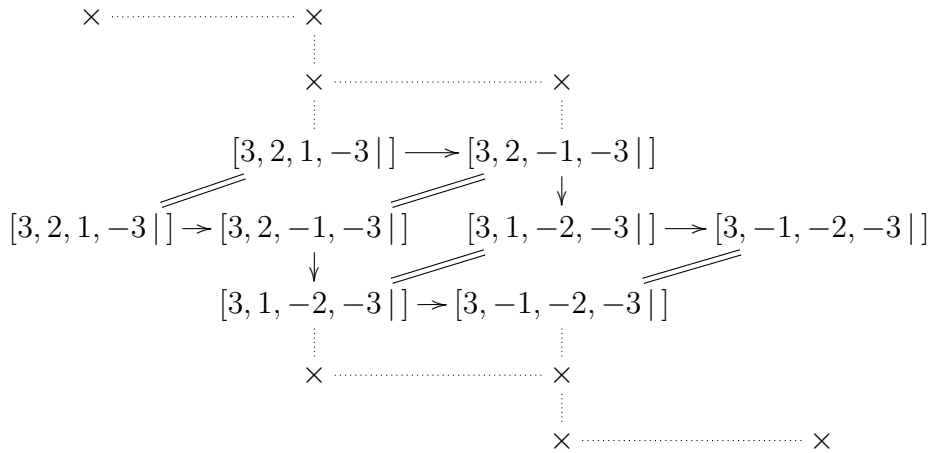 [3, 2, 1, −3 | ] [3, 2, −1, −3 | ]
[3, 2, 1, −3 | ] [3, 2, −1, −3 | ] [3, 1, −2, −3 | ] [3, −1, −2, −3 | ]
[3, 1, −2, −3 | ] [3, −1, −2, −3 | ]